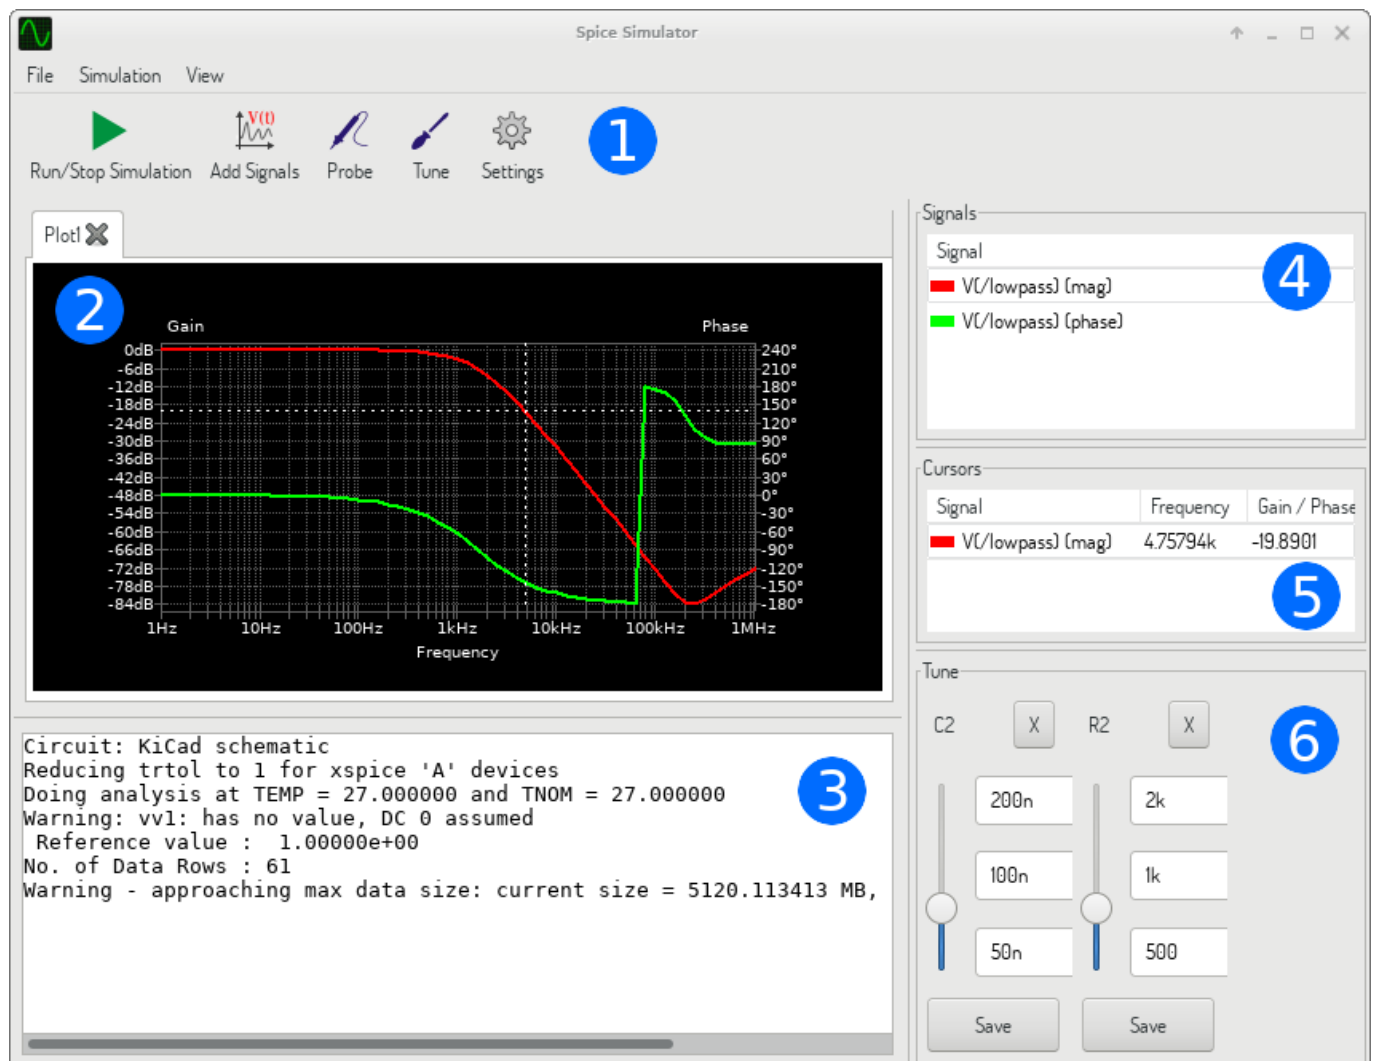 Spice Simulator
File Simulation View
V(t)
Run/Stop Simulation Add Signals Probe Tune Settings
1
Plot1
2
Gain Phase
0dB 240°
-6dB 210°
-12dB 180°
-18dB 150°
-24dB 120°
-30dB 90°
-36dB 60°
-42dB 30°
-48dB 0°
-54dB -30°
-60dB -60°
-66dB -90°
-72dB -120°
-78dB -150°
-84dB -180°
1Hz 10Hz 100Hz 1kHz 10kHz 100kHz 1MHz
Frequency
Circuit: KiCad schematic
Reducing trtol to 1 for xspice 'A' devices
Doing analysis at TEMP = 27.000000 and TNOM = 27.000000
Warning: vv1: has no value, DC 0 assumed
Reference value : 1.00000e+00
No. of Data Rows : 61
Warning - approaching max data size: current size = 5120.113413 MB,
3
Signals
Signal
V(/lowpass) (mag)
V(/lowpass) (phase)
4
Cursors
Signal Frequency Gain / Phase
V(/lowpass) (mag) 4.75794k -19.8901
5
Tune
C2 X R2 X
6
200n 2k
100n 1k
50n 500
Save Save